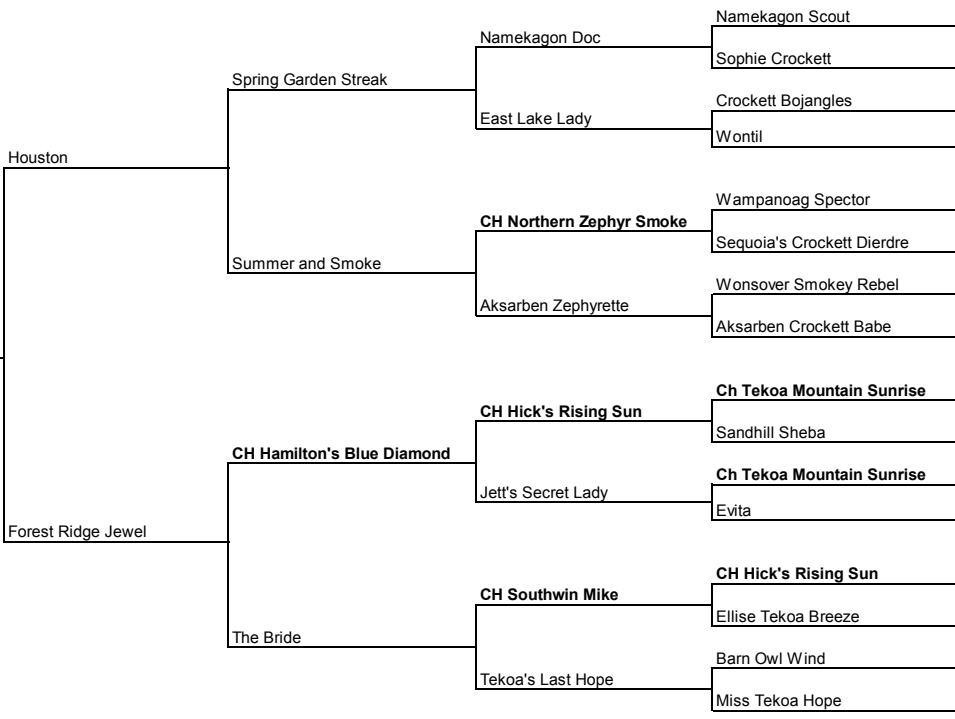 Namekagon Scout
Namekagon Doc
Sophie Crockett
Spring Garden Streak
Crockett Bojangles
East Lake Lady
Wontil
Houston
Wampanoag Spector
CH Northern Zephyr Smoke
Sequoia's Crockett Dierdre
Summer and Smoke
Wonsover Smokey Rebel
Aksarben Zephyrette
Aksarben Crockett Babe
Ch Tekoa Mountain Sunrise
CH Hick's Rising Sun
Sandhill Sheba
CH Hamilton's Blue Diamond
Ch Tekoa Mountain Sunrise
Jett's Secret Lady
Evita
Forest Ridge Jewel
CH Hick's Rising Sun
CH Southwin Mike
Ellise Tekoa Breeze
The Bride
Barn Owl Wind
Tekoa's Last Hope
Miss Tekoa Hope